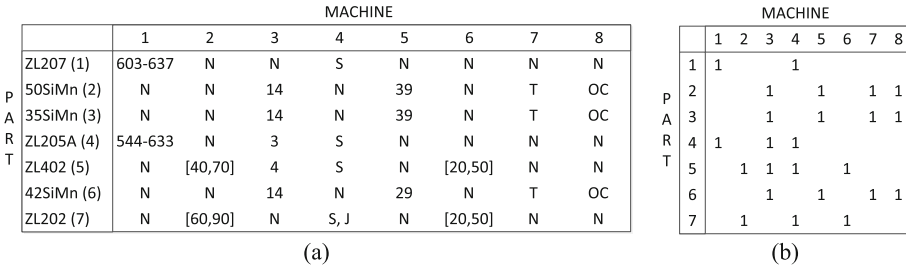 MACHINE
1 2 3 4 5 6 7 8
ZL207 (1) 603-637 N N S N N N N
50SiMn (2) N N 14 N 39 N T OC
35SiMn (3) N N 14 N 39 N T OC
ZL205A (4) 544-633 N 3 S N N N N
ZL402 (5) N [40,70] 4 S N [20,50] N N
42SiMn (6) N N 14 N 29 N T OC
ZL202 (7) N [60,90] N S, J N [20,50] N N
PART
(a)
MACHINE
1 2 3 4 5 6 7 8
1 1 1
2 1 1 1 1
3 1 1 1 1
4 1 1 1
5 1 1 1 1
6 1 1 1 1
7 1 1 1
PART
(b)